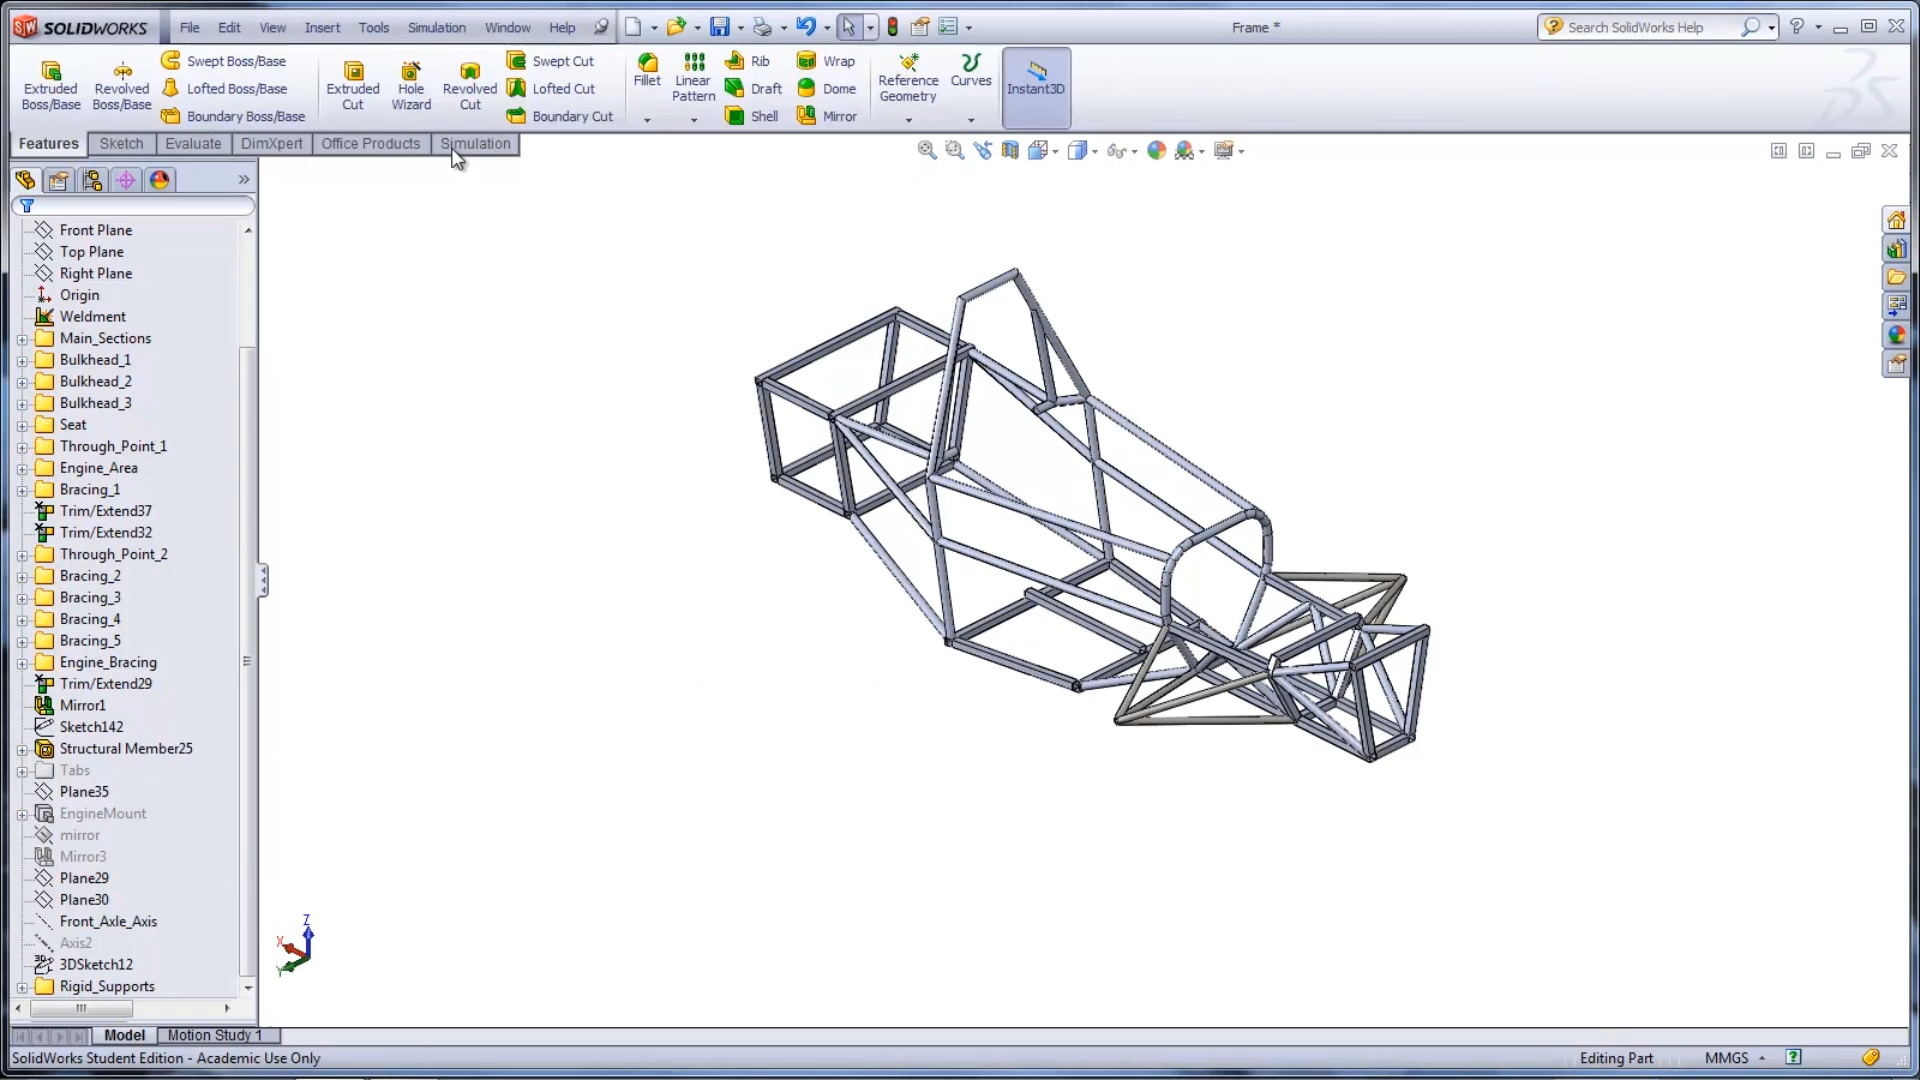 SW SOLIDWORKS File Edit View Insert Tools Simulation Window Help Frame * Search SolidWorks Help
Extruded Boss/Base
Revolved Boss/Base
Swept Boss/Base
Lofted Boss/Base
Boundary Boss/Base
Extruded Cut
Hole Wizard
Revolved Cut
Swept Cut
Lofted Cut
Boundary Cut
Fillet
Linear Pattern
Rib
Draft
Shell
Wrap
Dome
Mirror
Reference Geometry
Curves
Instant3D
Features Sketch Evaluate DimXpert Office Products Simulation
Front Plane
Top Plane
Right Plane
Origin
Weldment
Main_Sections
Bulkhead_1
Bulkhead_2
Bulkhead_3
Seat
Through_Point_1
Engine_Area
Bracing_1
Trim/Extend37
Trim/Extend32
Through_Point_2
Bracing_2
Bracing_3
Bracing_4
Bracing_5
Engine_Bracing
Trim/Extend29
Mirror1
Sketch142
Structural Member25
Tabs
Plane35
EngineMount
mirror
Mirror3
Plane29
Plane30
Front_Axle_Axis
Axis2
3DSketch12
Rigid_Supports
Z
X
Y
Model Motion Study 1
SolidWorks Student Edition - Academic Use Only Editing Part MMGS